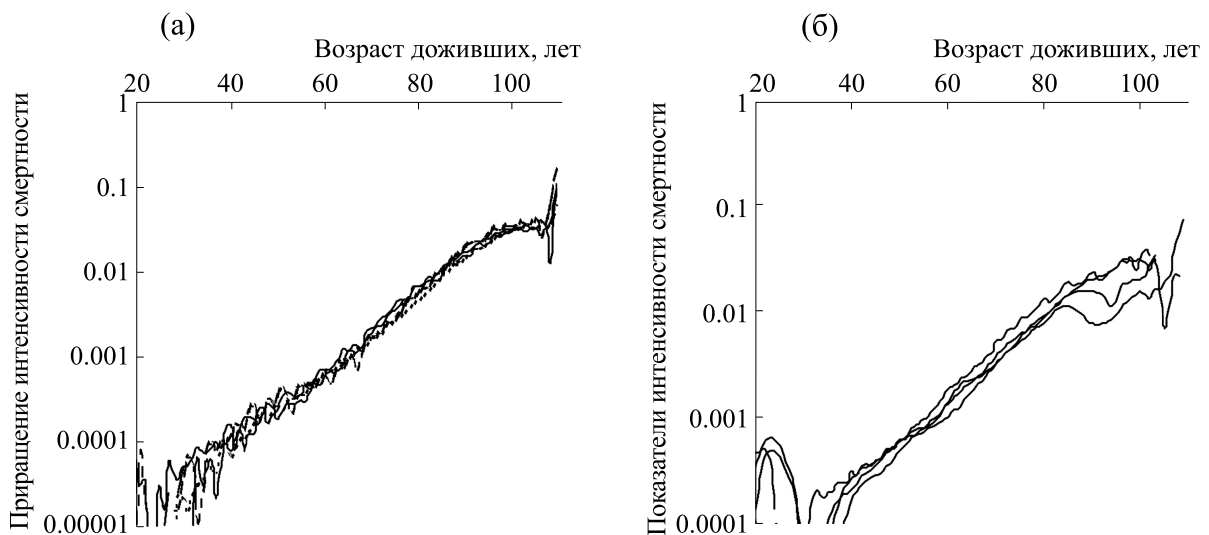 (а)
Возраст доживших, лет
20 40 60 80 100
Приращение интенсивности смертности
1
0.1
0.01
0.001
0.0001
0.00001
(б)
Возраст доживших, лет
20 40 60 80 100
Показатели интенсивности смертности
1
0.1
0.01
0.001
0.0001